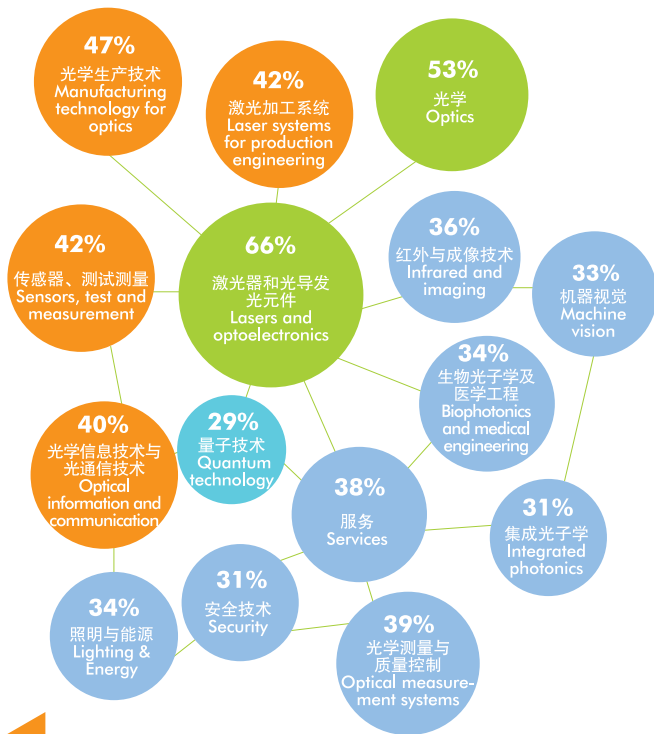 47%
光学生产技术
Manufacturing
technology for
optics
42%
激光加工系统
Laser systems
for production
engineering
53%
光学
Optics
42%
传感器、测试测量
Sensors, test and
measurement
66%
激光器和光导发
光元件
Lasers and
optoelectronics
36%
红外与成像技术
Infrared and
imaging
33%
机器视觉
Machine
vision
34%
生物光子学及
医学工程
Biophotonics
and medical
engineering
40%
光学信息技术与
光通信技术
Optical
information and
communication
29%
量子技术
Quantum
technology
38%
服务
Services
31%
集成光子学
Integrated
photonics
34%
照明与能源
Lighting &
Energy
31%
安全技术
Security
39%
光学测量与
质量控制
Optical measure-
ment systems